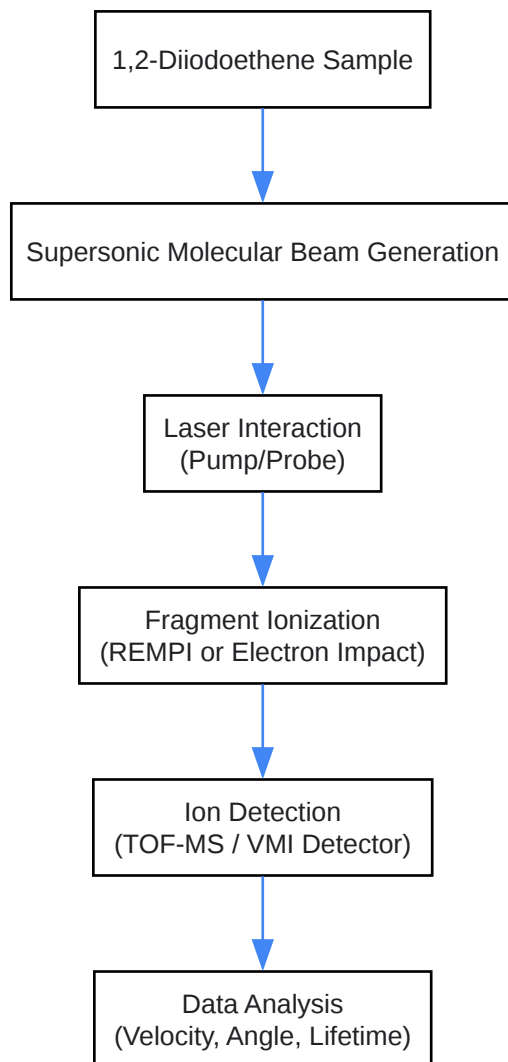 1,2-Diiodoethene Sample
Supersonic Molecular Beam Generation
Laser Interaction
(Pump/Probe)
Fragment Ionization
(REMPI or Electron Impact)
Ion Detection
(TOF-MS / VMI Detector)
Data Analysis
(Velocity, Angle, Lifetime)